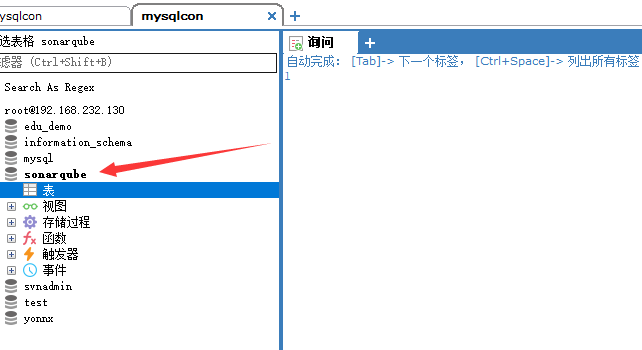 ysqlcon
mysqlcon
选表格 sonarqube
滤器 (Ctrl+Shift+B)
Search As Regex
root@192.168.232.130
edu_demo
information_schema
mysql
sonarqube
表
视图
存储过程
函数
触发器
事件
svnadmin
test
yonnx
询问
自动完成： [Tab]-> 下一个标签， [Ctrl+Space]-> 列出所有标签
1